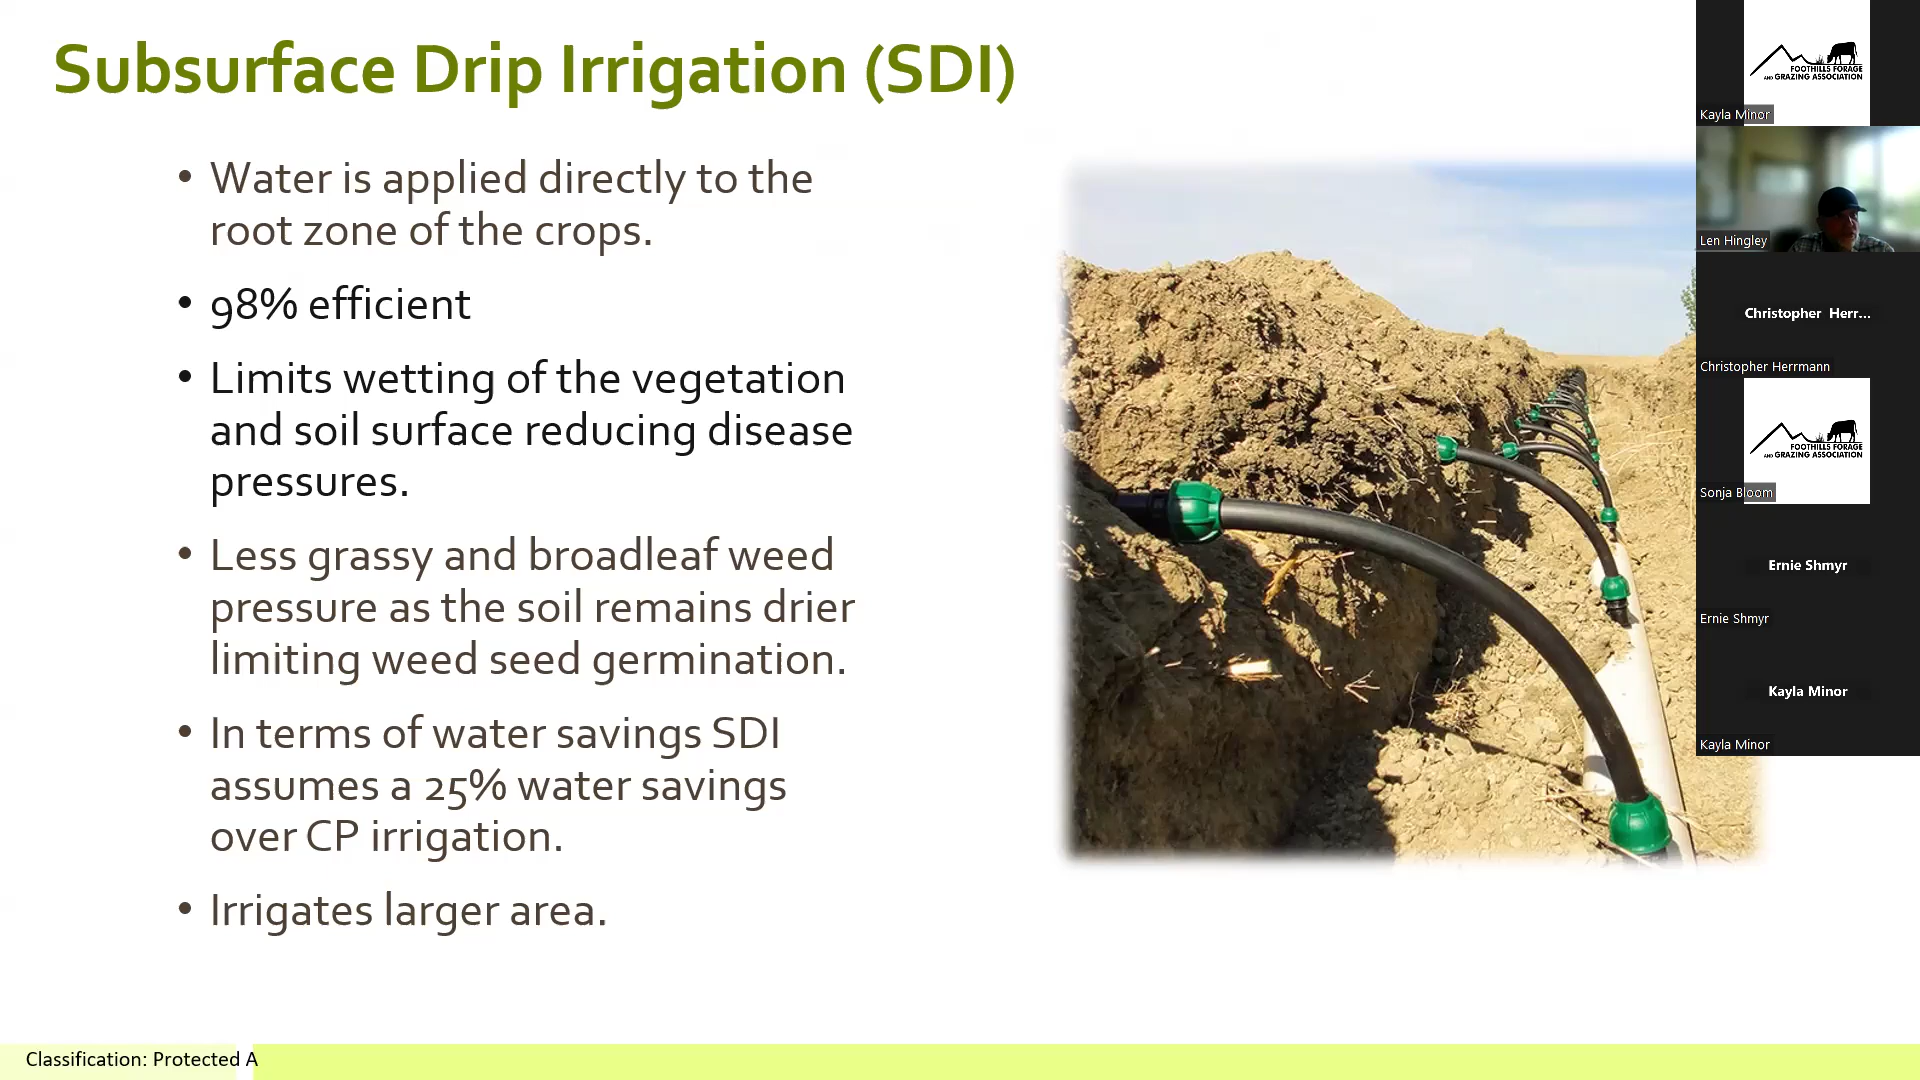 Subsurface Drip Irrigation (SDI)
• Water is applied directly to the
root zone of the crops.
• 98% efficient
• Limits wetting of the vegetation
and soil surface reducing disease
pressures.
• Less grassy and broadleaf weed
pressure as the soil remains drier
limiting weed seed germination.
• In terms of water savings SDI
assumes a 25% water savings
over CP irrigation.
• Irrigates larger area.
Classification: Protected A
FOOTHILLS FORAGE
AND GRAZING ASSOCIATION
Kayla Minor
Len Hingley
Christopher Herr...
Christopher Herrmann
FOOTHILLS FORAGE
AND GRAZING ASSOCIATION
Sonja Bloom
Ernie Shmyr
Ernie Shmyr
Kayla Minor
Kayla Minor